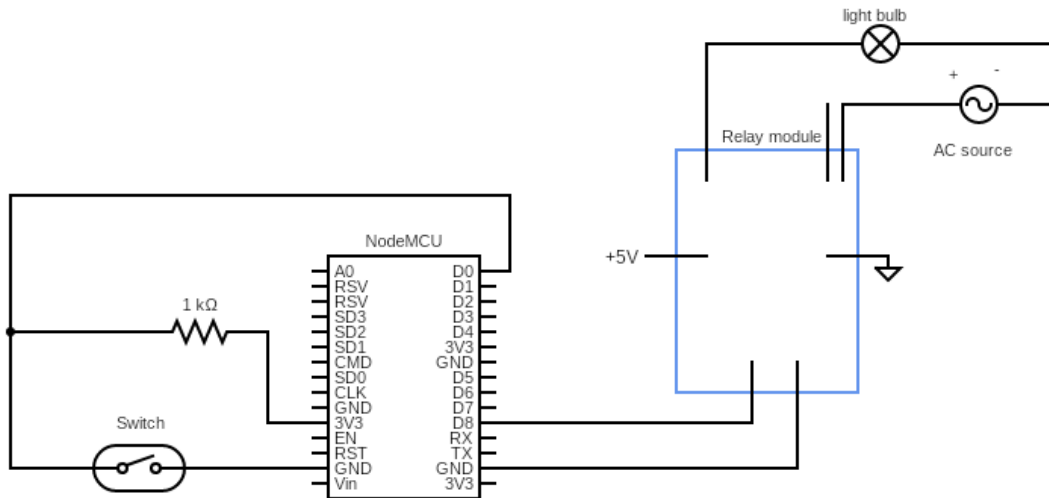 light bulb
+ -
Relay module
AC source
NodeMCU
+5V
A0 D0
RSV D1
RSV D2
1 kΩ
SD3 D3
SD2 D4
SD1 3V3
CMD GND
SD0 D5
CLK D6
GND D7
3V3 D8
Switch
EN RX
RST TX
GND GND
Vin 3V3